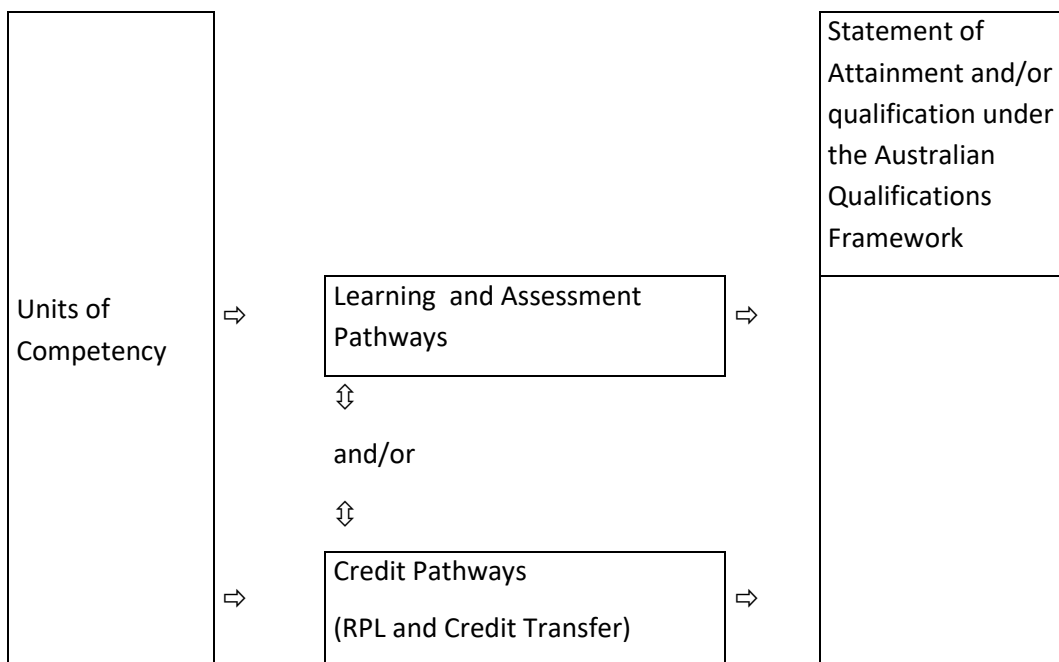 Units of
Competency
⇨
Learning and Assessment
Pathways
⇳
and/or
⇳
⇨
Credit Pathways
(RPL and Credit Transfer)
⇨
⇨
Statement of
Attainment and/or
qualification under
the Australian
Qualifications
Framework